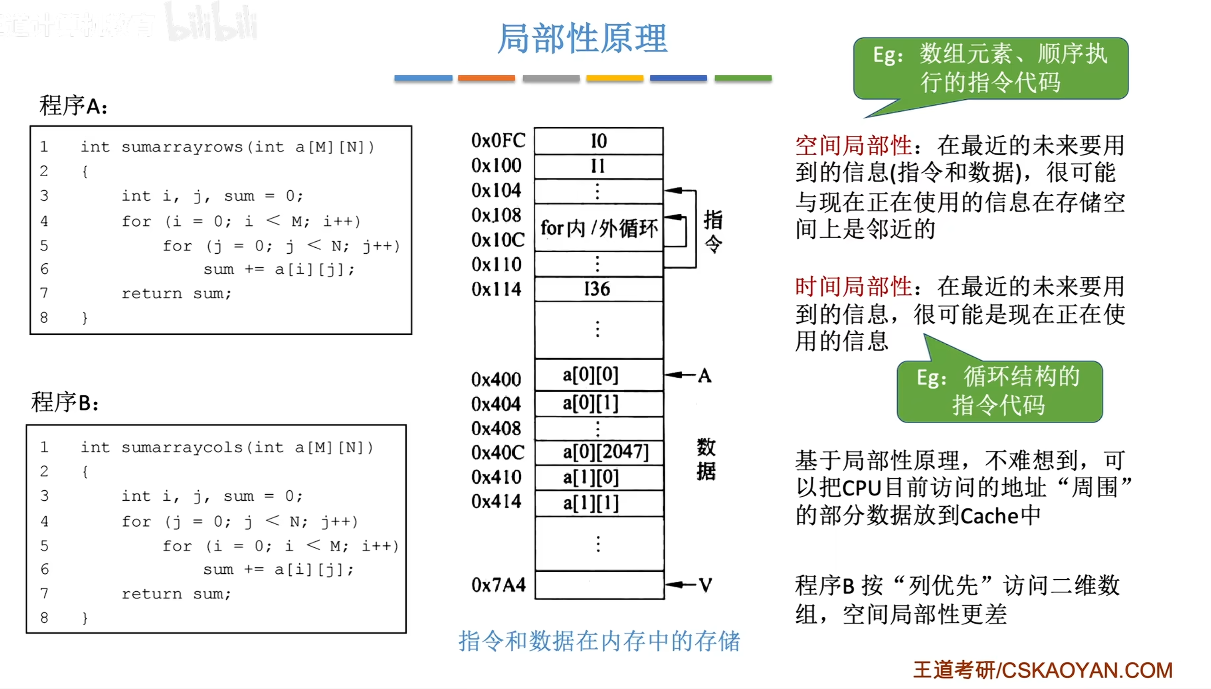 bilibili
局部性原理
程序A：
1 int sumarrayrows(int a[M][N])
2 {
3 int i, j, sum = 0;
4 for (i = 0; i < M; i++)
5 for (j = 0; j < N; j++)
6 sum += a[i][j];
7 return sum;
8 }
程序B：
1 int sumarraycols(int a[M][N])
2 {
3 int i, j, sum = 0;
4 for (j = 0; j < N; j++)
5 for (i = 0; i < M; i++)
6 sum += a[i][j];
7 return sum;
8 }
0x0FC I0
0x100 I1
0x104 ⋮
0x108
for内/外循环
0x10C
0x110 ⋮
0x114 I36
⋮
指
令
0x400 a[0][0] A
0x404 a[0][1]
0x408 ⋮
0x40C a[0][2047]
0x410 a[1][0]
0x414 a[1][1]
⋮
0x7A4 V
数
据
指令和数据在内存中的存储
Eg：数组元素、顺序执
行的指令代码
空间局部性：在最近的未来要用
到的信息(指令和数据)，很可能
与现在正在使用的信息在存储空
间上是邻近的
时间局部性：在最近的未来要用
到的信息，很可能是现在正在使
用的信息
Eg：循环结构的
指令代码
基于局部性原理，不难想到，可
以把CPU目前访问的地址“周围”
的部分数据放到Cache中
程序B 按“列优先”访问二维数
组，空间局部性更差
王道考研/CSKAOYAN.COM